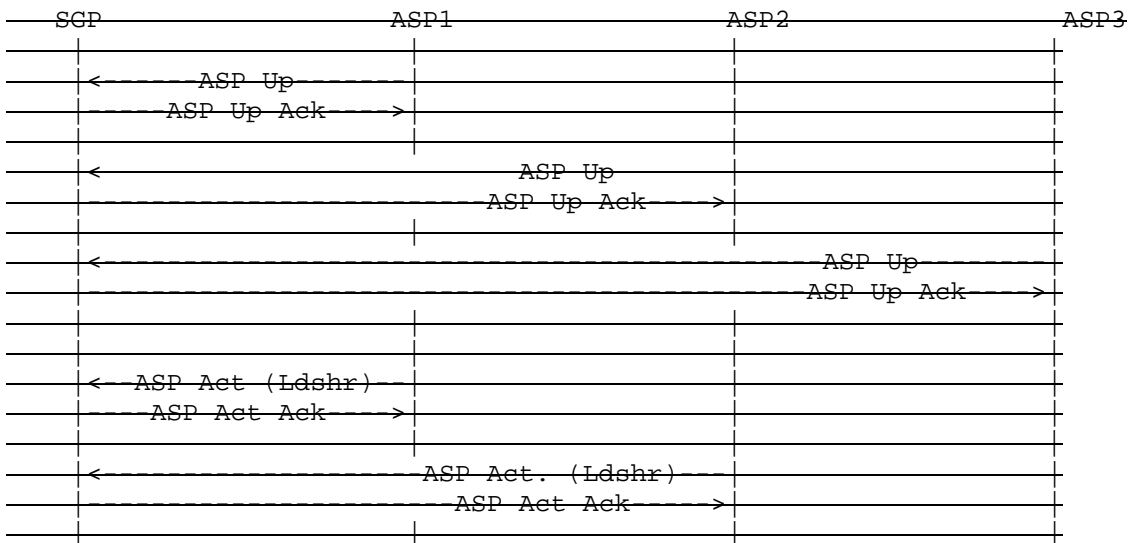 SGP ASP1 ASP2 ASP3
| | | |
|<------ASP Up-------| | |
|-----ASP Up Ack---->| | |
| | | |
|< ASP Up | |
|-------------------------ASP Up Ack---->| |
| | | |
|<---------------------------------------------ASP Up--------|
|---------------------------------------------ASP Up Ack---->|
| | | |
| | | |
|<--ASP Act (Ldshr)--| | |
|----ASP Act Ack---->| | |
| | | |
|<--------------------ASP Act. (Ldshr)---| |
|-----------------------ASP Act Ack----->| |
| | | |